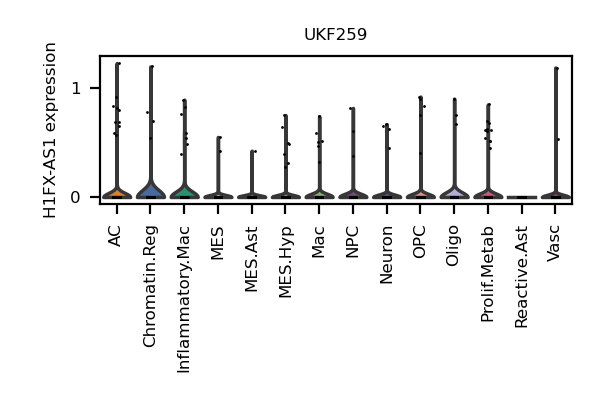 UKF259
H1FX-AS1 expression
1
0
AC
Chromatin.Reg
Inflammatory.Mac
MES
MES.Ast
MES.Hyp
Mac
NPC
Neuron
OPC
Oligo
Prolif.Metab
Reactive.Ast
Vasc